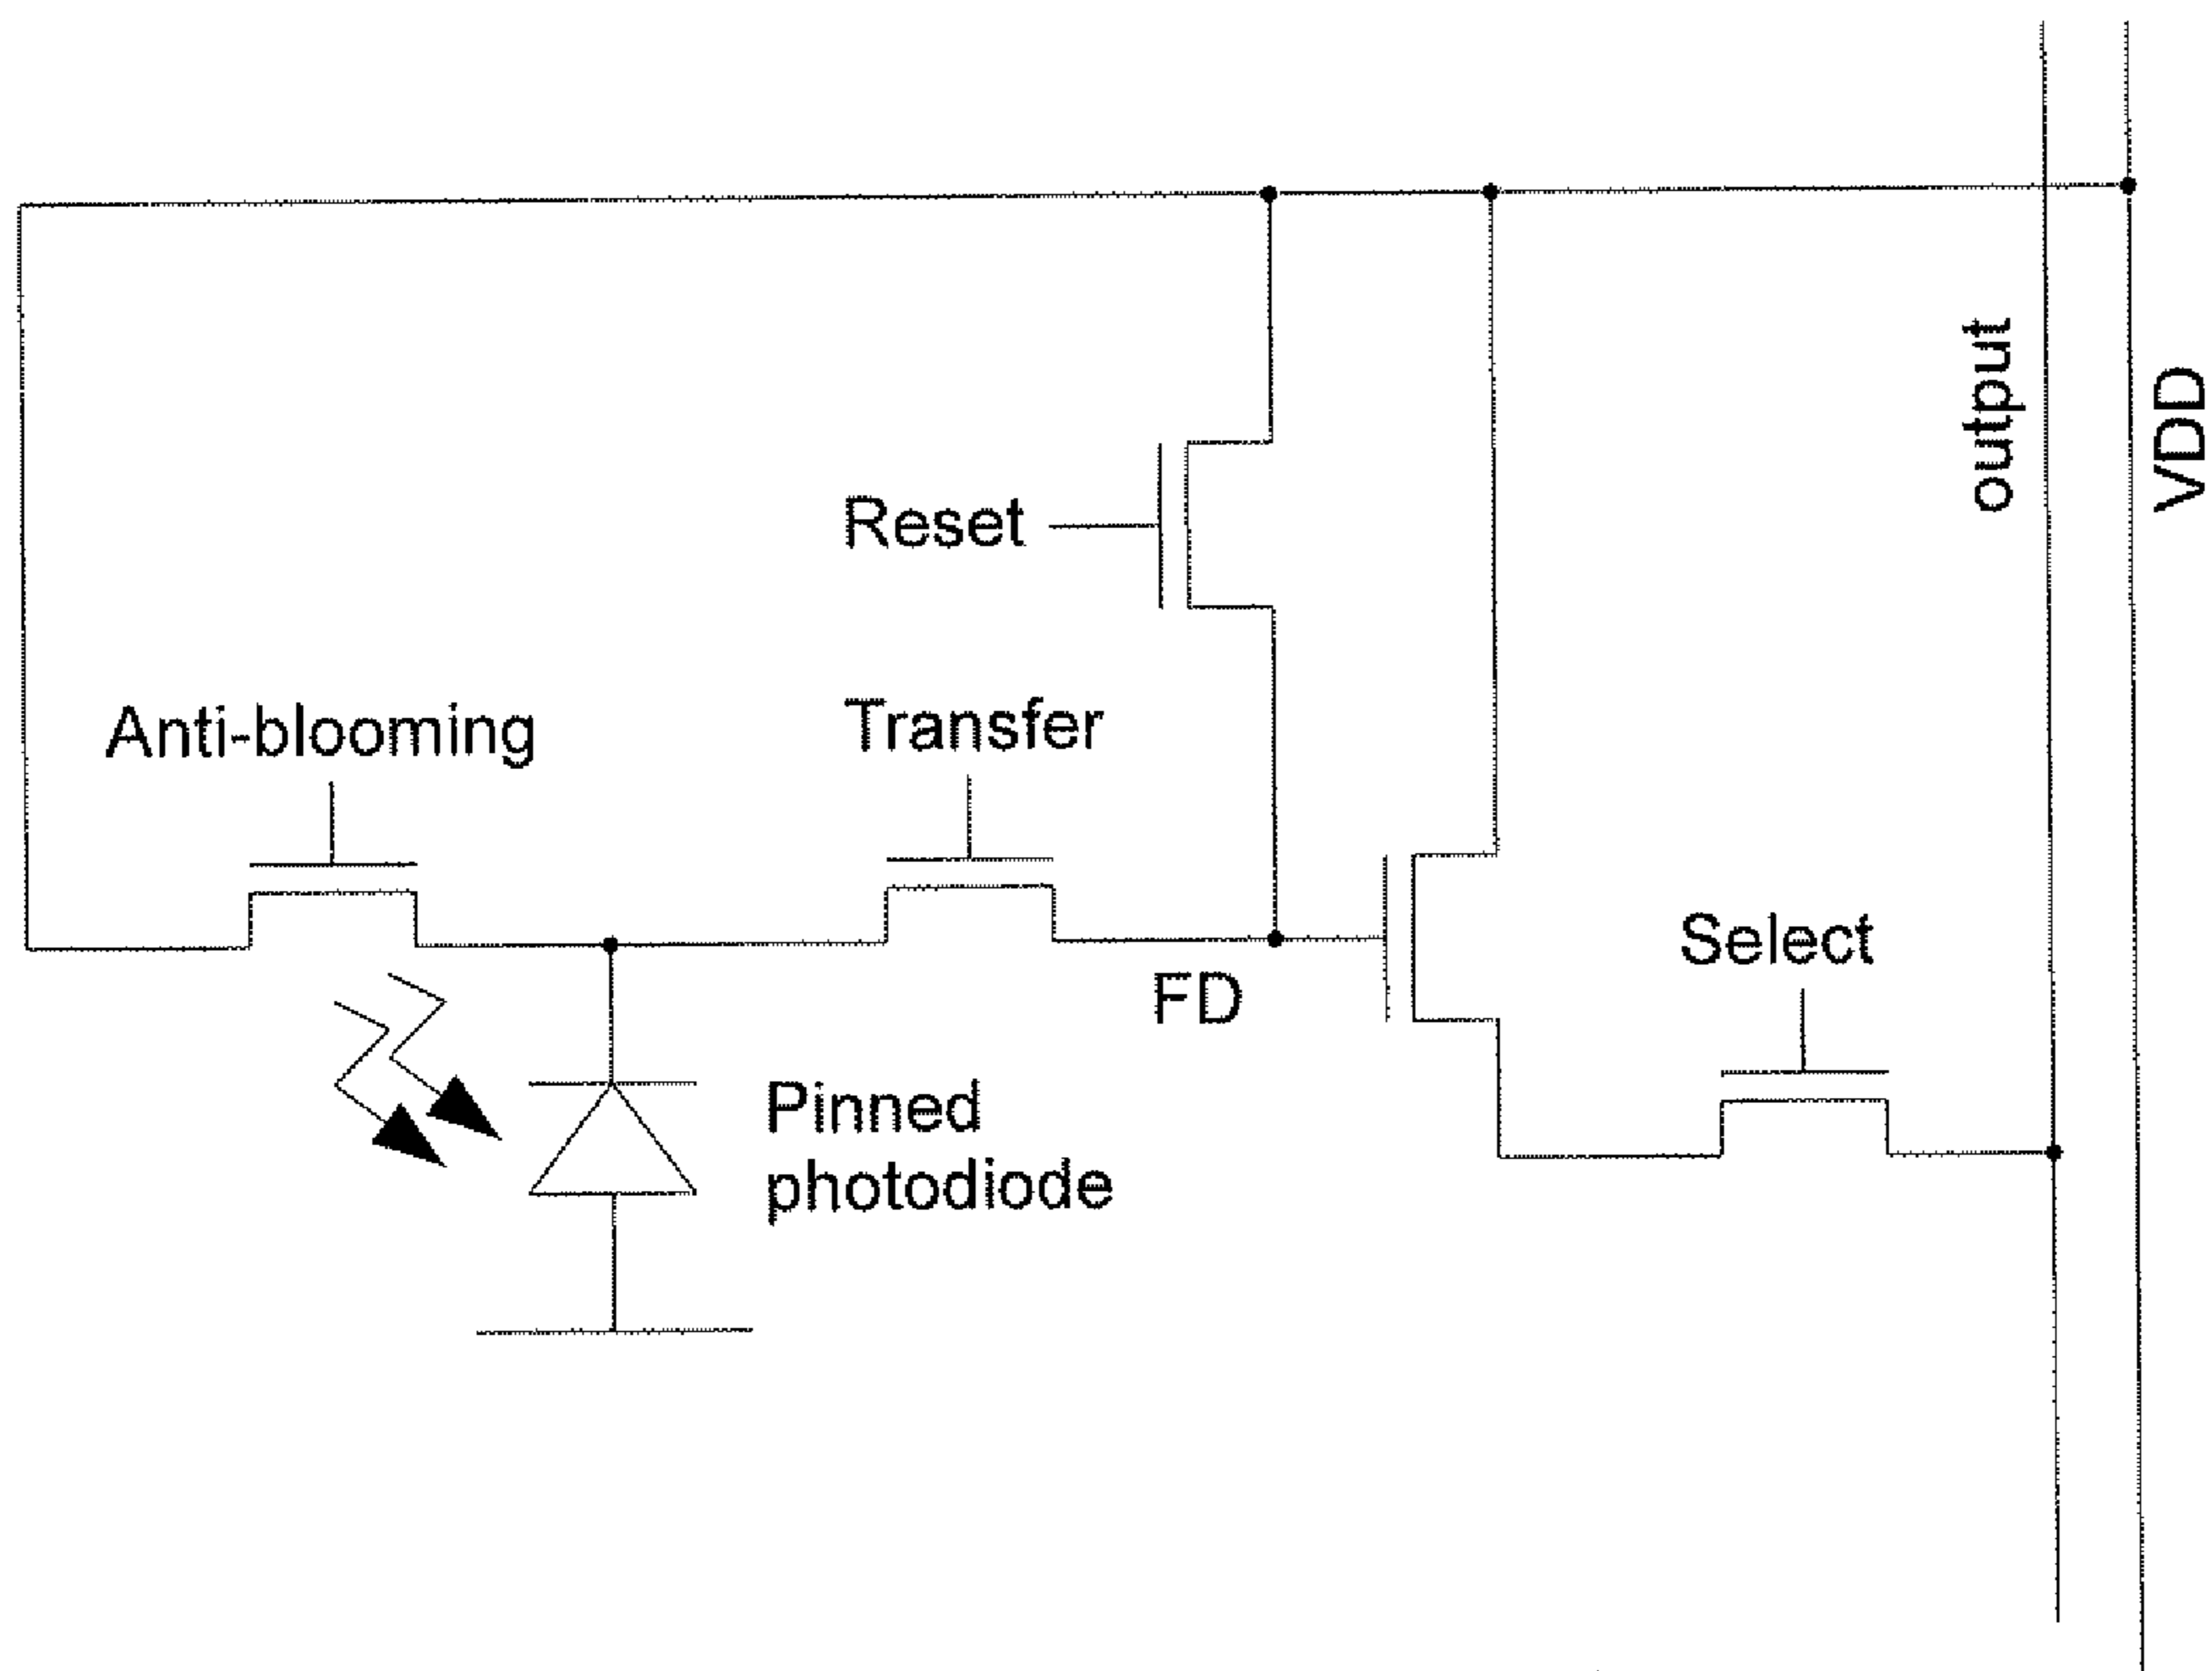 output
VDD
Reset
Anti-blooming
Transfer
Select
FD
Pinned
photodiode